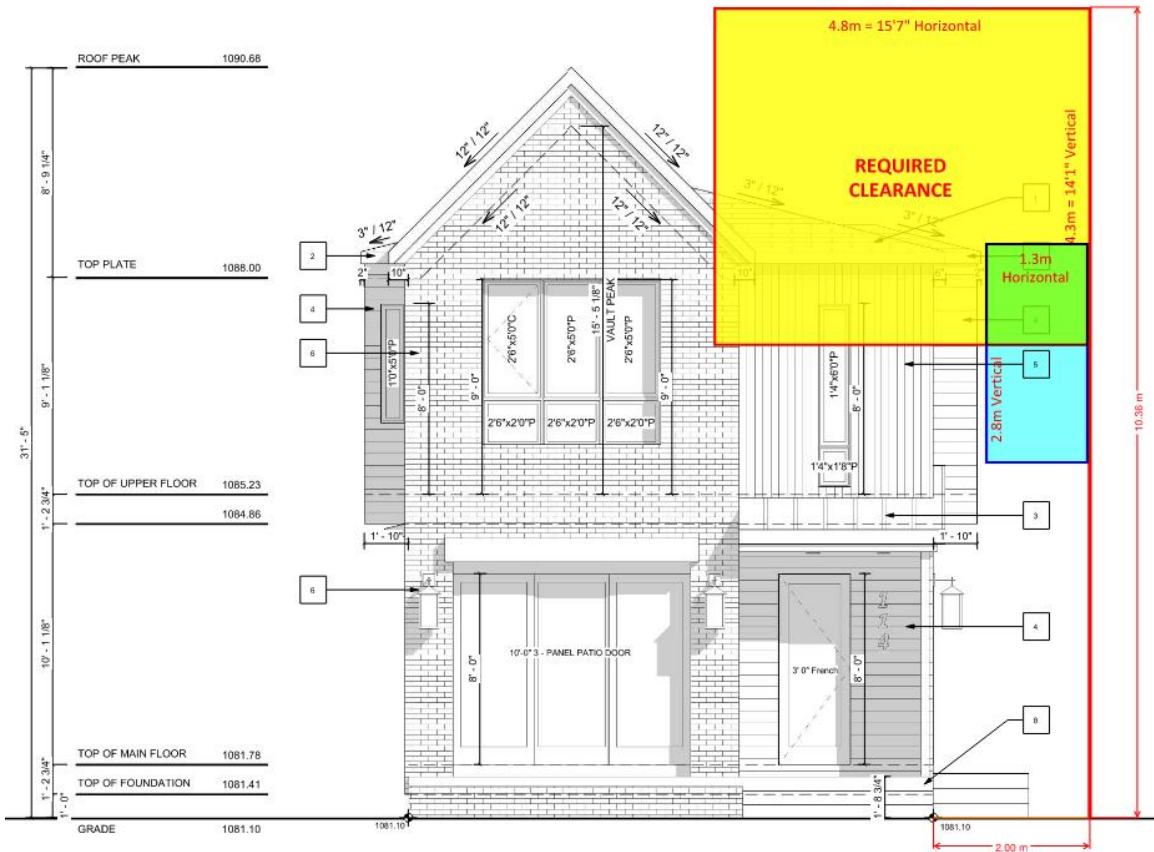 4.8m = 15'7" Horizontal
ROOF PEAK 1090.68
12" / 12"
12" / 12"
8' - 9 1/4"
4.3m = 14'1" Vertical
10.36 m
REQUIRED
CLEARANCE
3" / 12"
1
12" / 12"
12" / 12"
3" / 12"
3" / 12"
2
2
TOP PLATE 1088.00
2"
10"
10"
6"
2"
1.3m
Horizontal
4
4
6
5
1'0"x5'0"P
8' - 0"
9' - 0"
2'6"x5'0"C
2'6"x5'0"P
2'6"x5'0"P
15' - 5 1/8"
VAULT PEAK
9' - 0"
1'4"x6'0"P
8' - 0"
2.8m Vertical
31' - 5"
9' - 1 1/8"
2'6"x2'0"P
2'6"x2'0"P
2'6"x2'0"P
1'4"x1'8"P
TOP OF UPPER FLOOR 1085.23
1' - 2 3/4"
1084.86
3
1' - 10"
1' - 10"
6
214
4
10' - 1 1/8"
8' - 0"
10'-0" 3 - PANEL PATIO DOOR
3' 0" French
8' - 0"
8
TOP OF MAIN FLOOR 1081.78
1' - 2 3/4"
TOP OF FOUNDATION 1081.41
1' - 0"
1' - 8 3/4"
GRADE 1081.10
1081.10
1081.10
2.00 m